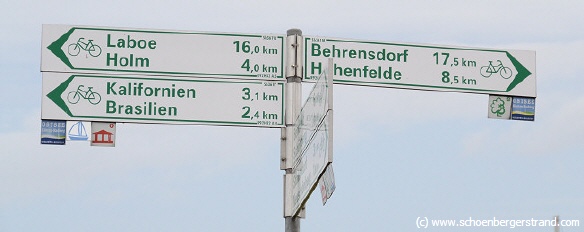 Laboe 16,0 km
Holm 4,0 km
Kalifornien 3,1 km
Brasilien 2,4 km
Behrensdorf 17,5 km
Hohenfelde 8,5 km
(c) www.schoenbergerstrand.com